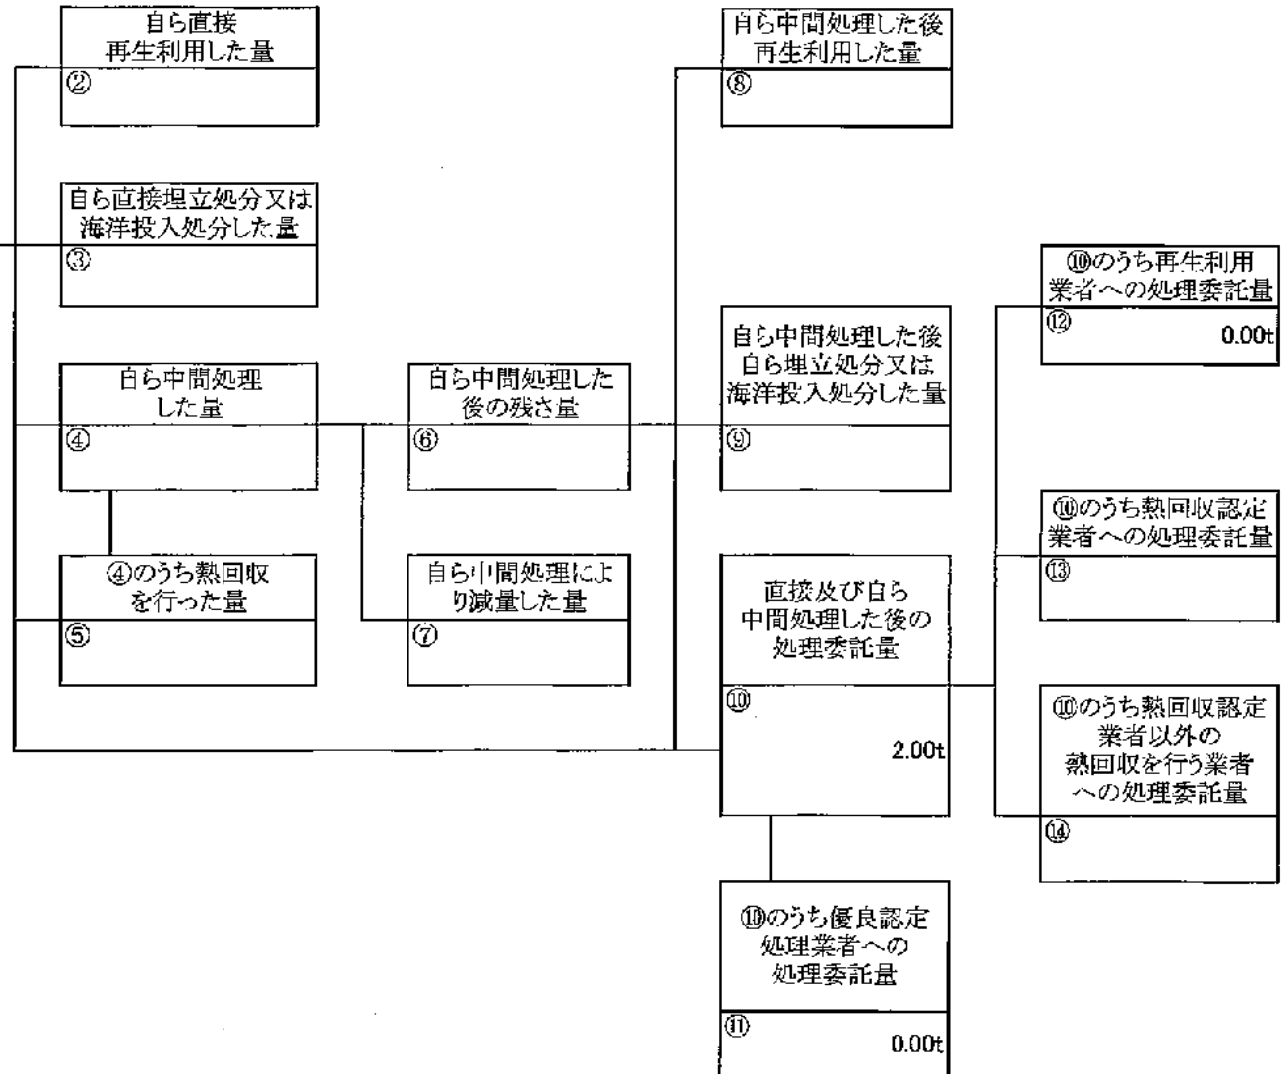 自ら直接
再生利用した量
②
自ら中間処理した後
再生利用した量
⑧
自ら直接埋立処分又は
海洋投入処分した量
③
⑩のうち再生利用
業者への処理委託量
⑫
0.00t
自ら中間処理
した量
④
自ら中間処理した
後の残さ量
⑥
自ら中間処理した後
自ら埋立処分又は
海洋投入処分した量
⑨
⑩のうち熱回収認定
業者への処理委託量
⑬
④のうち熱回収
を行った量
⑤
自ら中間処理によ
り減量した量
⑦
直接及び自ら
中間処理した後の
処理委託量
⑩
2.00t
⑩のうち熱回収認定
業者以外の
熱回収を行う業者
への処理委託量
⑭
⑩のうち優良認定
処理業者への
処理委託量
⑪
0.00t